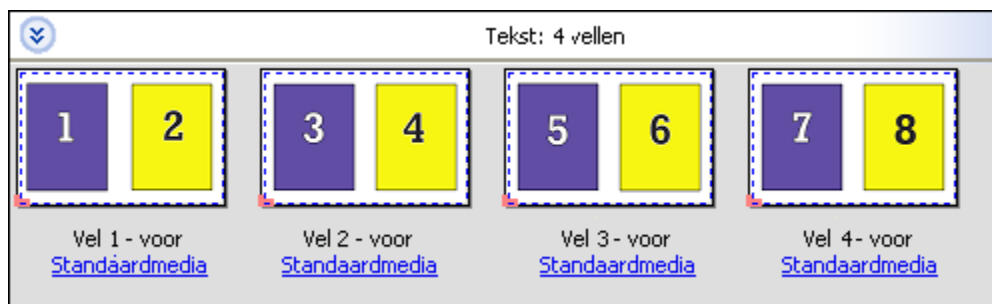 Tekst: 4 vellen
1 2 3 4 5 6 7 8
Vel 1 - voor Vel 2 - voor Vel 3 - voor Vel 4 - voor
Standaardmedia Standaardmedia Standaardmedia Standaardmedia